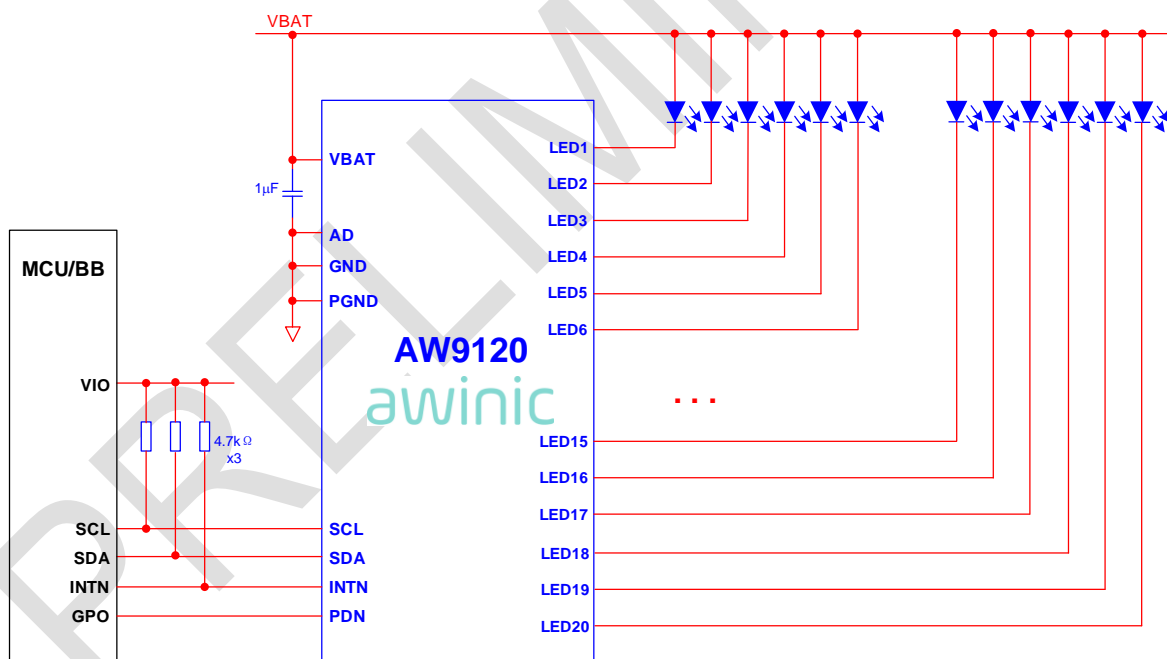 VBAT
VBAT
1μF
AD
GND
PGND
MCU/BB
VIO
4.7kΩ
x3
SCL
SDA
INTN
GPO
SCL
SDA
INTN
PDN
AW9120
awinic
LED1
LED2
LED3
LED4
LED5
LED6
...
LED15
LED16
LED17
LED18
LED19
LED20
PRELIMI